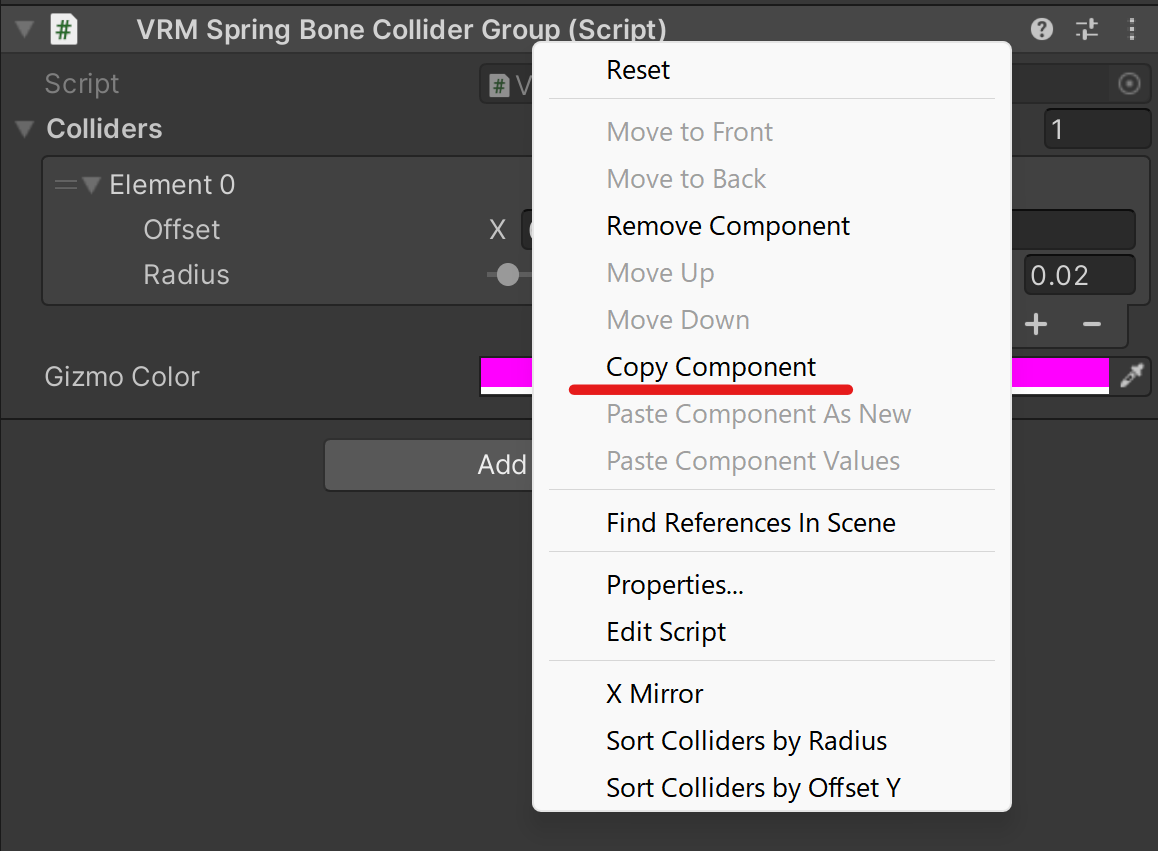 VRM Spring Bone Collider Group (Script)
Script
Colliders
1
Element 0
Offset X
Radius 0.02
Gizmo Color
Add
Reset
Move to Front
Move to Back
Remove Component
Move Up
Move Down
Copy Component
Paste Component As New
Paste Component Values
Find References In Scene
Properties...
Edit Script
X Mirror
Sort Colliders by Radius
Sort Colliders by Offset Y